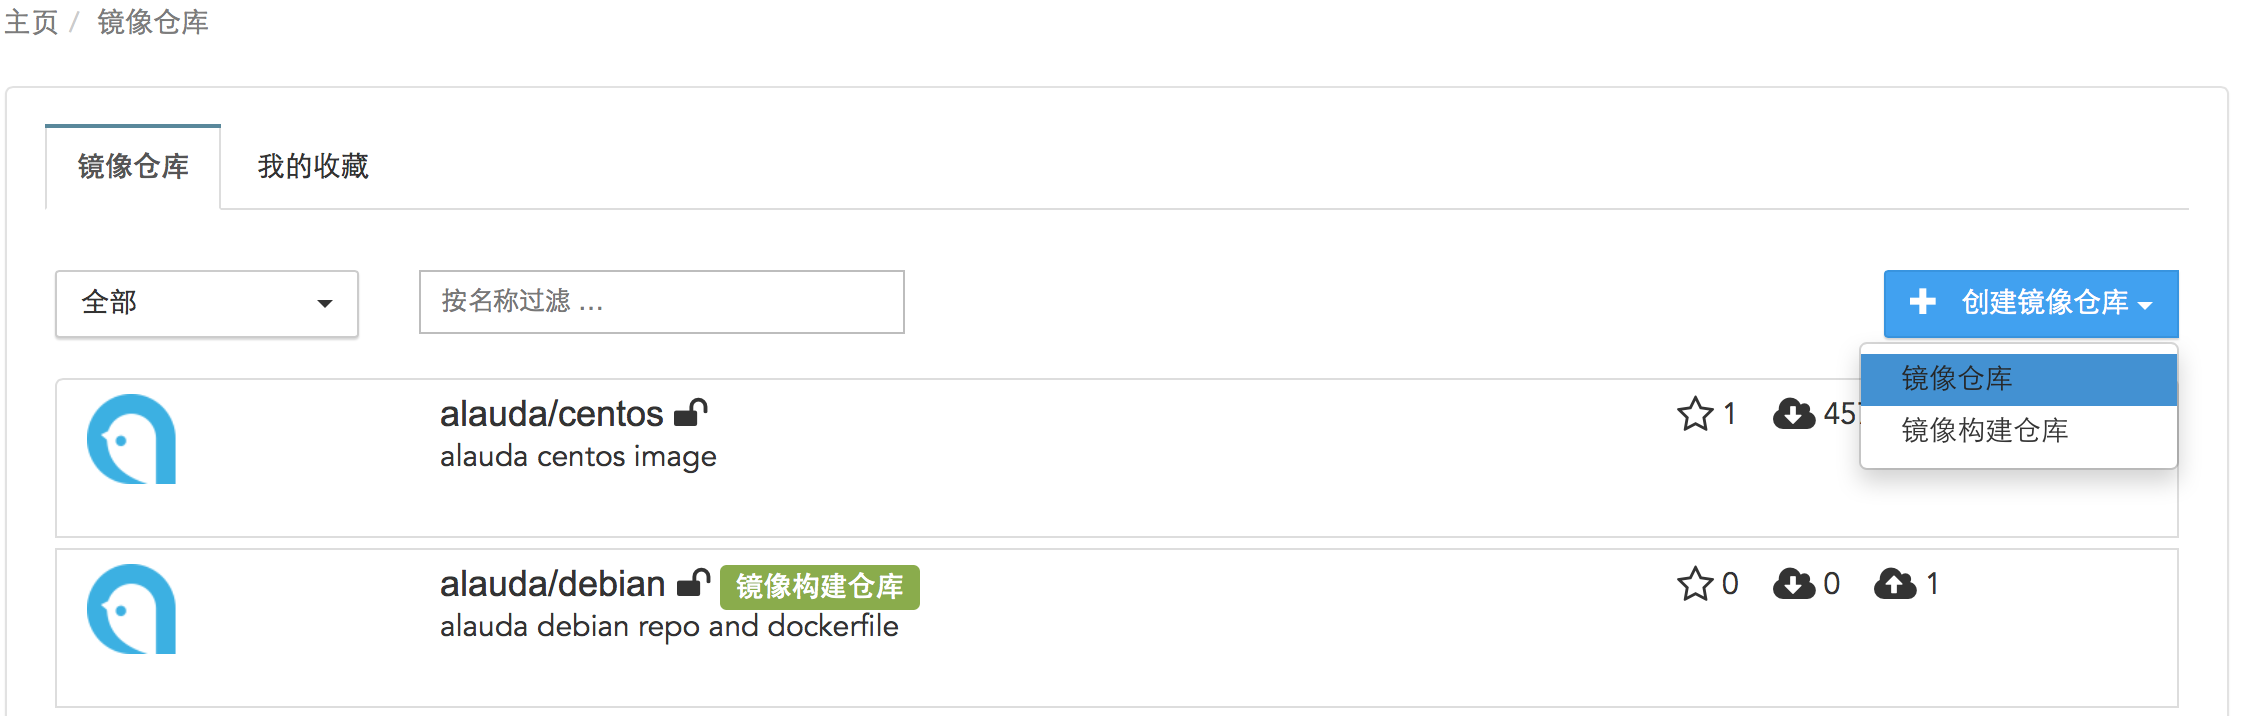 主页 / 镜像仓库
镜像仓库 我的收藏
全部 按名称过滤 ... 创建镜像仓库
镜像仓库
镜像构建仓库
alauda/centos 1
alauda centos image
alauda/debian 镜像构建仓库 0 0 1
alauda debian repo and dockerfile